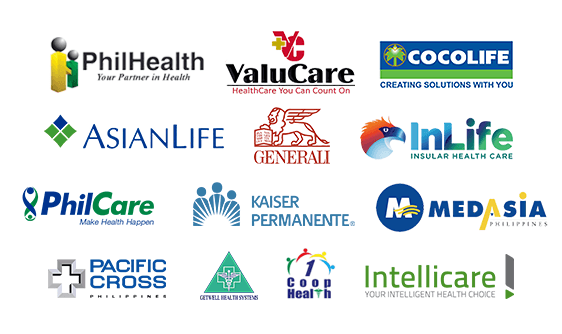 PhilHealth
Your Partner in Health
VC
ValuCare
HealthCare You Can Count On
COCOLIFE
CREATING SOLUTIONS WITH YOU
ASIANLIFE
GENERALI
InLife
INSULAR HEALTH CARE
PhilCare
Make Health Happen
KAISER
PERMANENTE®
M
MEDASIA
PHILIPPINES
PACIFIC
CROSS
PHILIPPINES
GETWELL HEALTH SYSTEMS
1
Coop
Health
Intellicare
YOUR INTELLIGENT HEALTH CHOICE